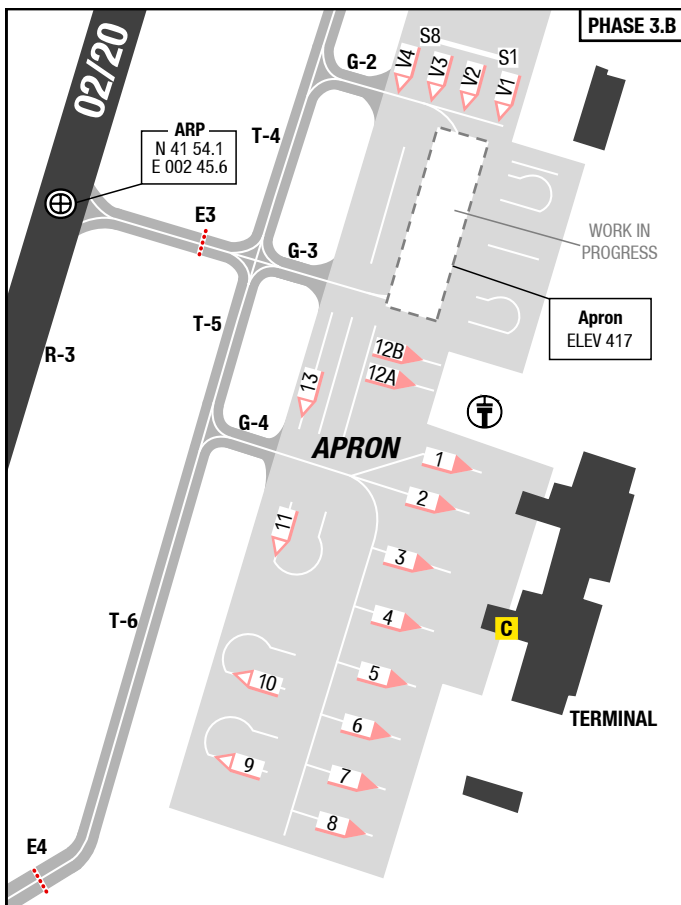 PHASE 3.B
02/20
S8
S1
G-2
V4
V3
V2
V1
ARP
N 41 54.1
E 002 45.6
T-4
E3
G-3
WORK IN
PROGRESS
Apron
ELEV 417
T-5
R-3
12B
12A
13
G-4
APRON
1
2
11
3
4
T-6
C
5
10
6
TERMINAL
9
7
8
E4